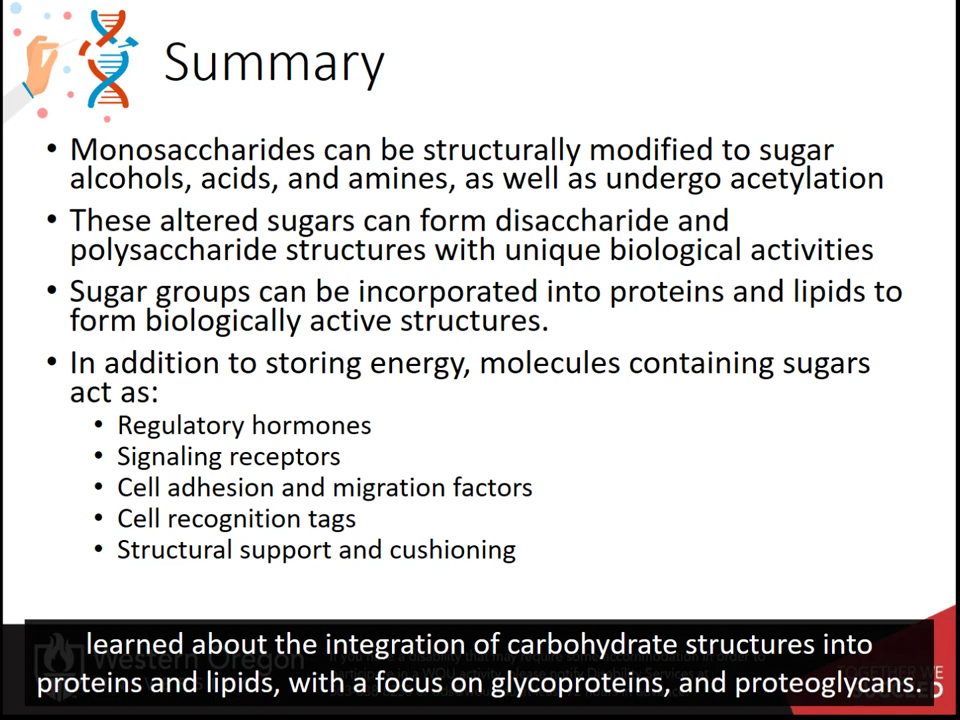 Summary
• Monosaccharides can be structurally modified to sugar
alcohols, acids, and amines, as well as undergo acetylation
• These altered sugars can form disaccharide and
polysaccharide structures with unique biological activities
• Sugar groups can be incorporated into proteins and lipids to
form biologically active structures.
• In addition to storing energy, molecules containing sugars
act as:
• Regulatory hormones
• Signaling receptors
• Cell adhesion and migration factors
• Cell recognition tags
• Structural support and cushioning
learned about the integration of carbohydrate structures into
proteins and lipids, with a focus on glycoproteins, and proteoglycans.
Western Oregon